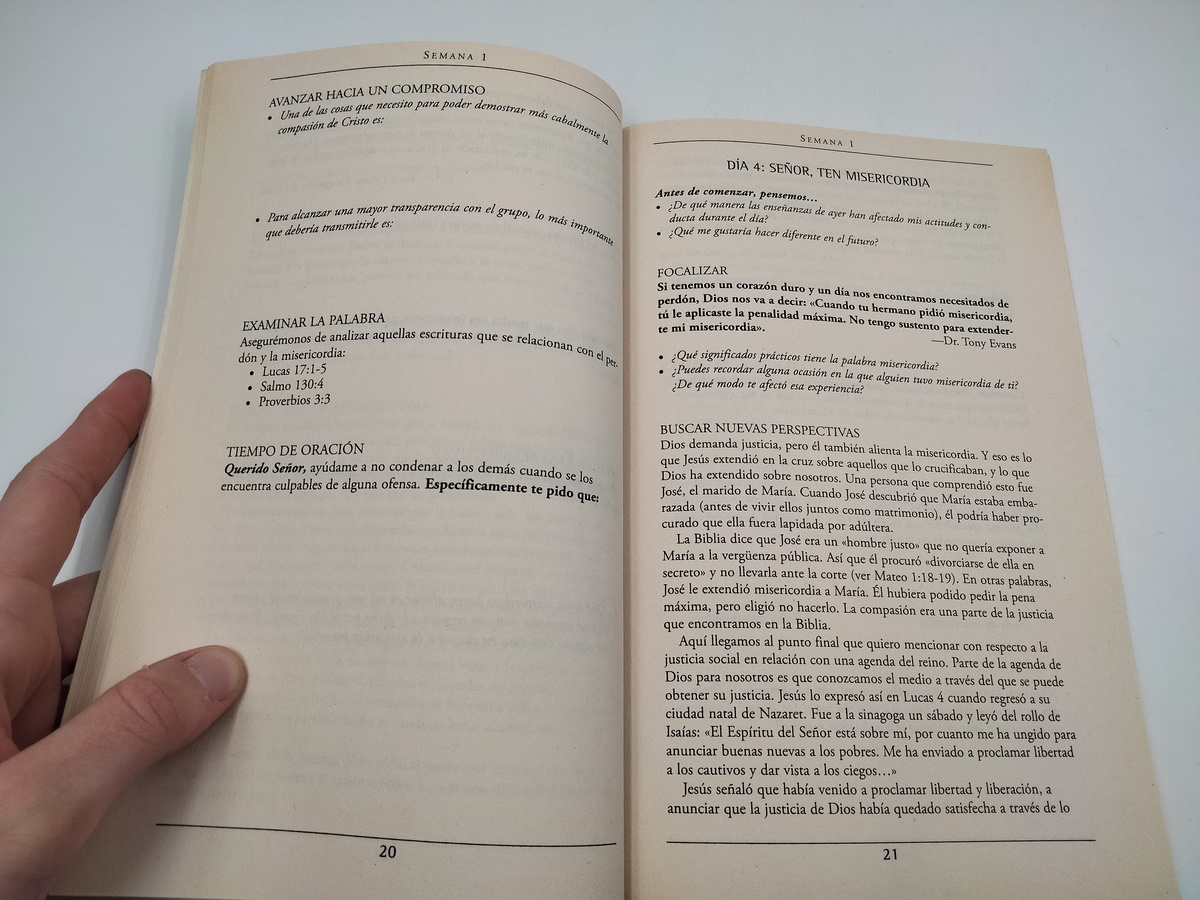 SEMANA 1
AVANZAR HACIA UN COMPROMISO
• Una de las cosas que necesito para poder demostrar más cabalmente la
compasión de Cristo es:
• Para alcanzar una mayor transparencia con el grupo, lo más importante
que debería transmitirle es:
EXAMINAR LA PALABRA
Asegurémonos de analizar aquellas escrituras que se relacionan con el per-
dón y la misericordia:
• Lucas 17:1-5
• Salmo 130:4
• Proverbios 3:3
TIEMPO DE ORACIÓN
Querido Señor, ayúdame a no condenar a los demás cuando se los
encuentra culpables de alguna ofensa. Específicamente te pido que:
20
SEMANA 1
DÍA 4: SEÑOR, TEN MISERICORDIA
Antes de comenzar, pensemos...
• ¿De qué manera las enseñanzas de ayer han afectado mis actitudes y con-
ducta durante el día?
• ¿Qué me gustaría hacer diferente en el futuro?
FOCALIZAR
Si tenemos un corazón duro y un día nos encontramos necesitados de
perdón, Dios nos va a decir: «Cuando tu hermano pidió misericordia,
tú le aplicaste la penalidad máxima. No tengo sustento para extender-
te mi misericordia».
—Dr. Tony Evans
• ¿Qué significados prácticos tiene la palabra misericordia?
• ¿Puedes recordar alguna ocasión en la que alguien tuvo misericordia de ti?
¿De qué modo te afectó esa experiencia?
BUSCAR NUEVAS PERSPECTIVAS
Dios demanda justicia, pero él también alienta la misericordia. Y eso es lo
que Jesús extendió en la cruz sobre aquellos que lo crucificaban, y lo que
Dios ha extendido sobre nosotros. Una persona que comprendió esto fue
José, el marido de María. Cuando José descubrió que María estaba emba-
razada (antes de vivir ellos juntos como matrimonio), él podría haber pro-
curado que ella fuera lapidada por adúltera.
La Biblia dice que José era un «hombre justo» que no quería exponer a
María a la vergüenza pública. Así que él procuró «divorciarse de ella en
secreto» y no llevarla ante la corte (ver Mateo 1:18-19). En otras palabras,
José le extendió misericordia a María. Él hubiera podido pedir la pena
máxima, pero eligió no hacerlo. La compasión era una parte de la justicia
que encontramos en la Biblia.
Aquí llegamos al punto final que quiero mencionar con respecto a la
justicia social en relación con una agenda del reino. Parte de la agenda de
Dios para nosotros es que conozcamos el medio a través del que se puede
obtener su justicia. Jesús lo expresó así en Lucas 4 cuando regresó a su
ciudad natal de Nazaret. Fue a la sinagoga un sábado y leyó del rollo de
Isaías: «El Espíritu del Señor está sobre mí, por cuanto me ha ungido para
anunciar buenas nuevas a los pobres. Me ha enviado a proclamar libertad
a los cautivos y dar vista a los ciegos...»
Jesús señaló que había venido a proclamar libertad y liberación, a
anunciar que la justicia de Dios había quedado satisfecha a través de lo
21